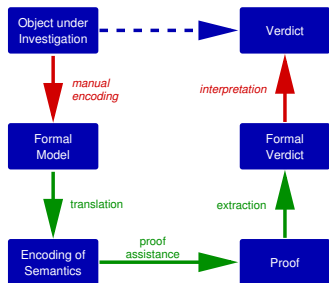 Object under
Investigation
Verdict
manual
encoding
interpretation
Formal
Model
Formal
Verdict
translation
extraction
proof
assistance
Encoding of
Semantics
Proof